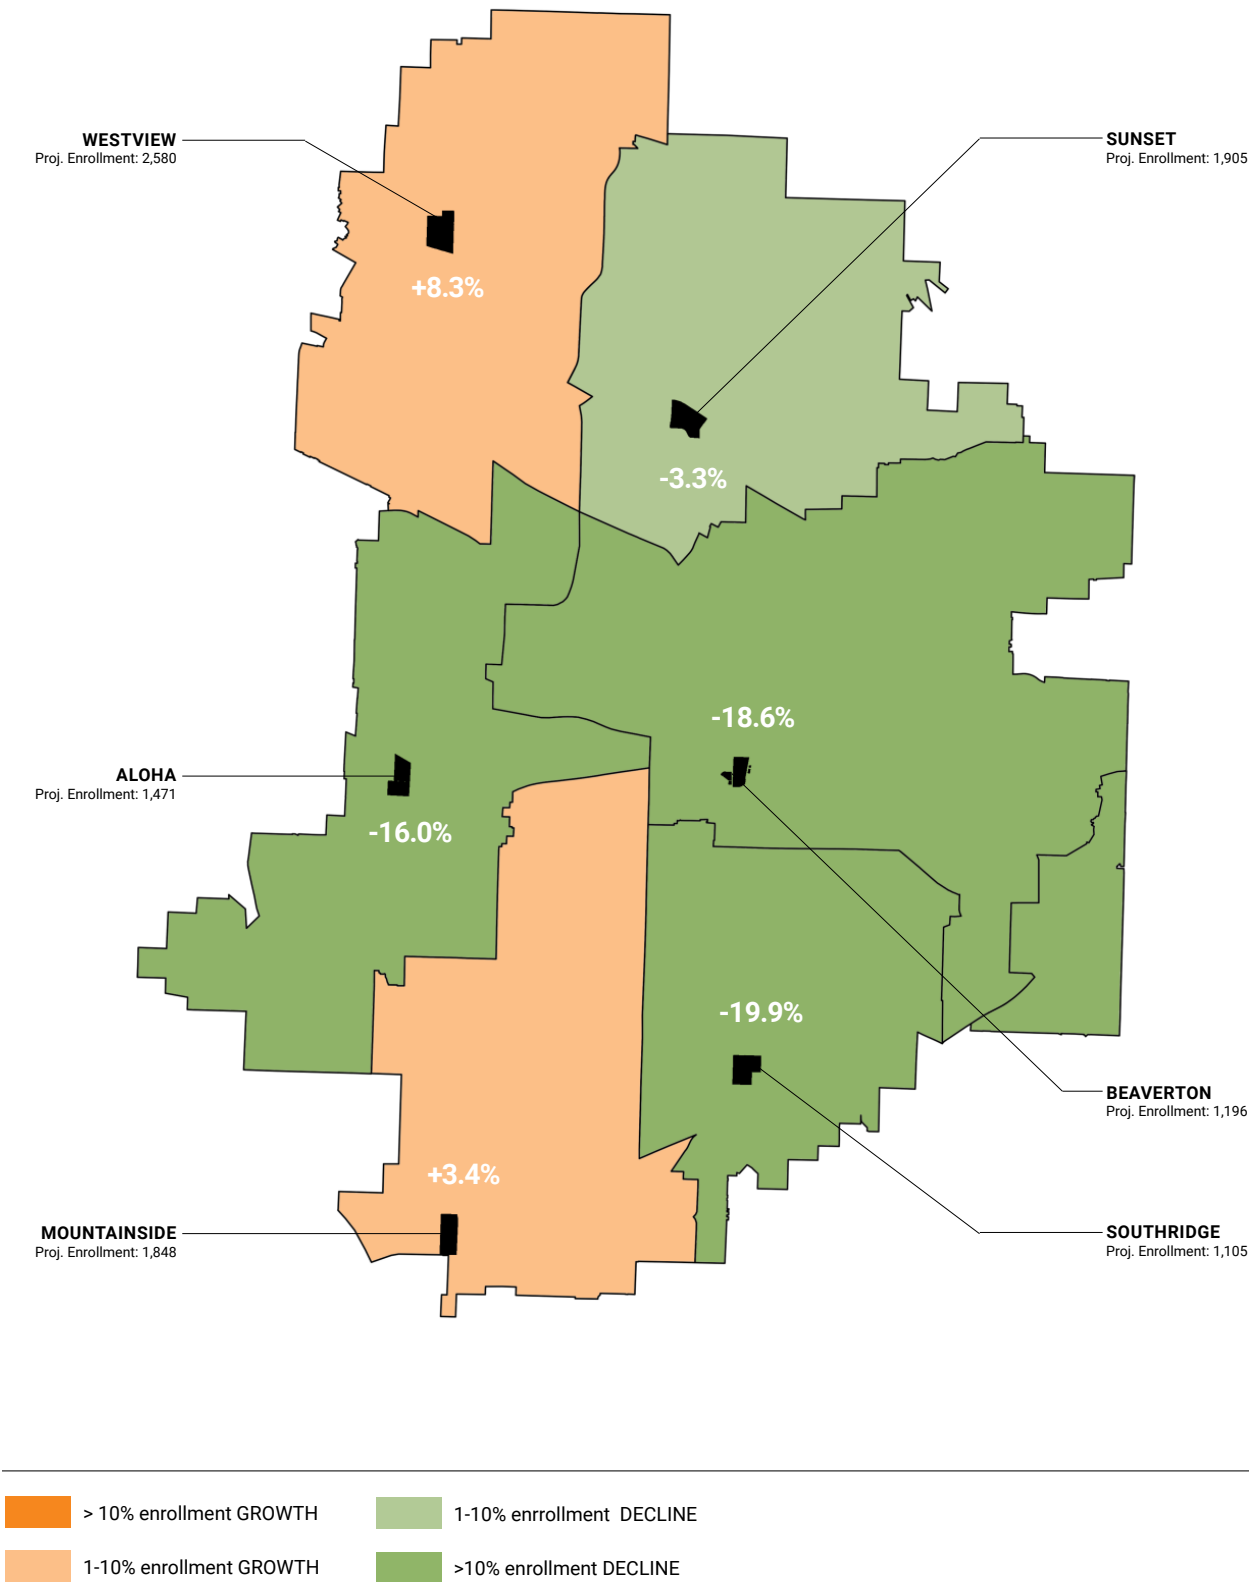 WESTVIEW
Proj. Enrollment: 2,580
SUNSET
Proj. Enrollment: 1,905
+8.3%
-3.3%
-18.6%
ALOHA
Proj. Enrollment: 1,471
-16.0%
-19.9%
BEAVERTON
Proj. Enrollment: 1,196
+3.4%
MOUNTAINSIDE
Proj. Enrollment: 1,848
SOUTHRIDGE
Proj. Enrollment: 1,105
> 10% enrollment GROWTH
1-10% enrrollment DECLINE
1-10% enrollment GROWTH
>10% enrollment DECLINE